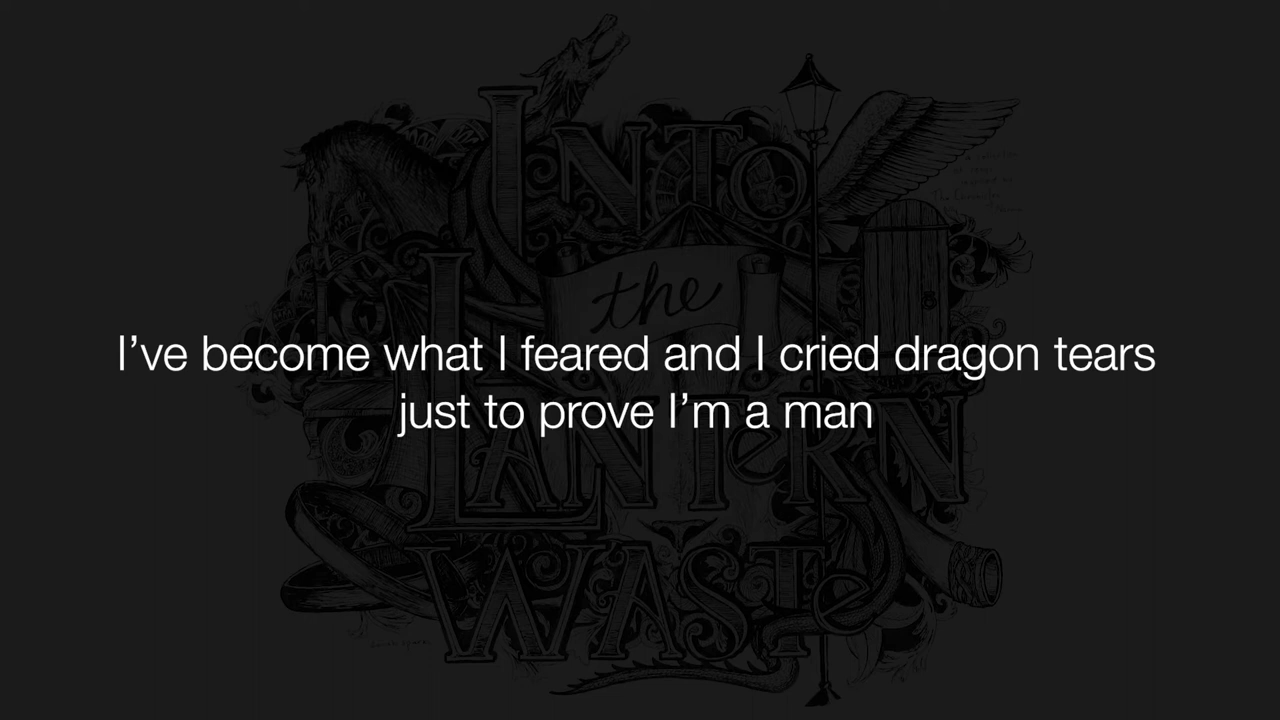 INTO
the
I've become what I feared and I cried dragon tears
just to prove I'm a man
LANTERN
WASTe